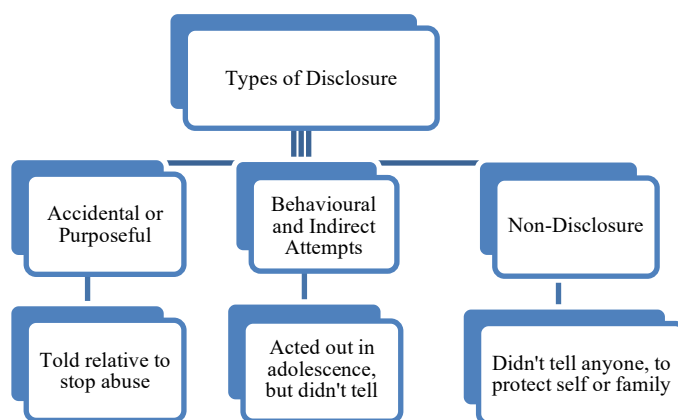 Types of Disclosure
Accidental or
Purposeful
Behavioural
and Indirect
Attempts
Non-Disclosure
Told relative to
stop abuse
Acted out in
adolescence,
but didn't tell
Didn't tell anyone, to
protect self or family